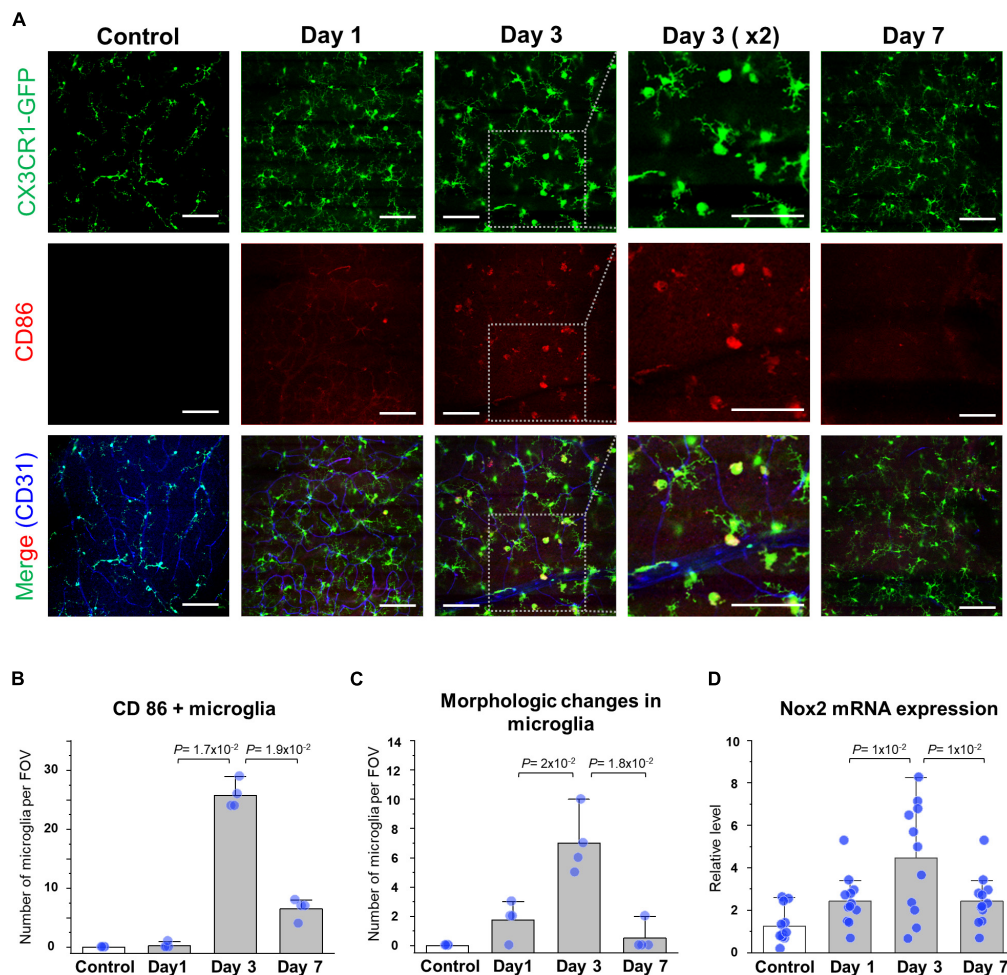 A
Control
Day 1
Day 3
Day 3 ( x2)
Day 7
CX3CR1-GFP
CD86
Merge (CD31)
B
CD 86 + microglia
Number of microglia per FOV
P= 1.7x10-2
P= 1.9x10-2
30
20
10
0
Control
Day1
Day 3
Day 7
C
Morphologic changes in
microglia
Number of microglia per FOV
P= 2x10-2
P= 1.8x10-2
14
12
10
8
6
4
2
0
Control
Day1
Day 3
Day 7
D
Nox2 mRNA expression
Relative level
P= 1x10-2
P= 1x10-2
10
8
6
4
2
0
Control
Day 1
Day 3
Day 7